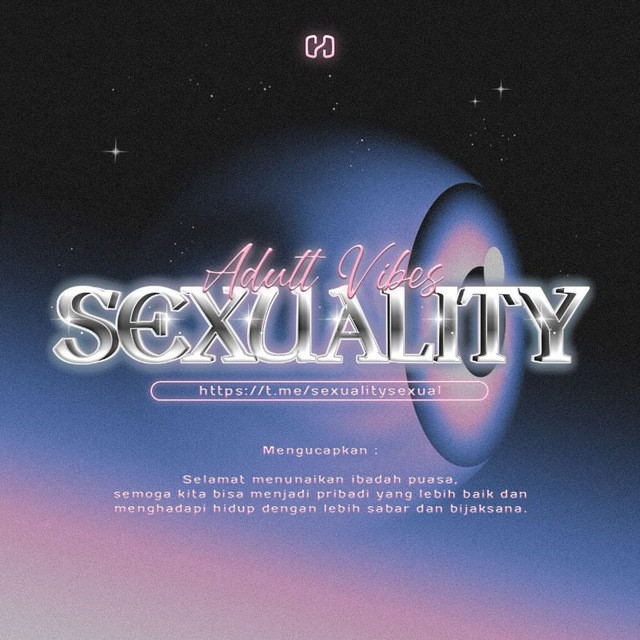 Adult Vibes
SEXUALITY
https://t.me/sexualitysexual
Mengucapkan :
Selamat menunaikan ibadah puasa,
semoga kita bisa menjadi pribadi yang lebih baik dan
menghadapi hidup dengan lebih sabar dan bijaksana.